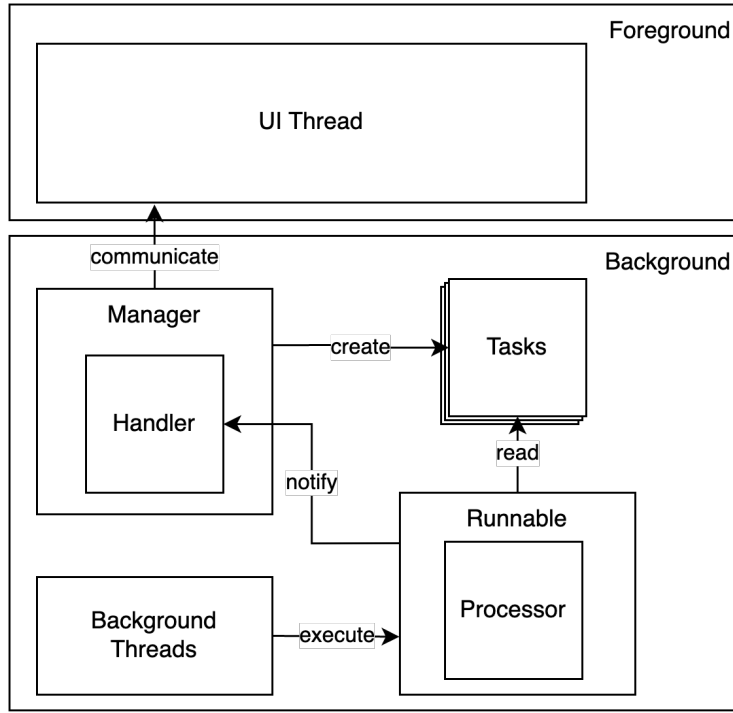 Foreground
UI Thread
communicate
Background
Manager
create
Tasks
Handler
read
notify
Runnable
Processor
Background
Threads
execute